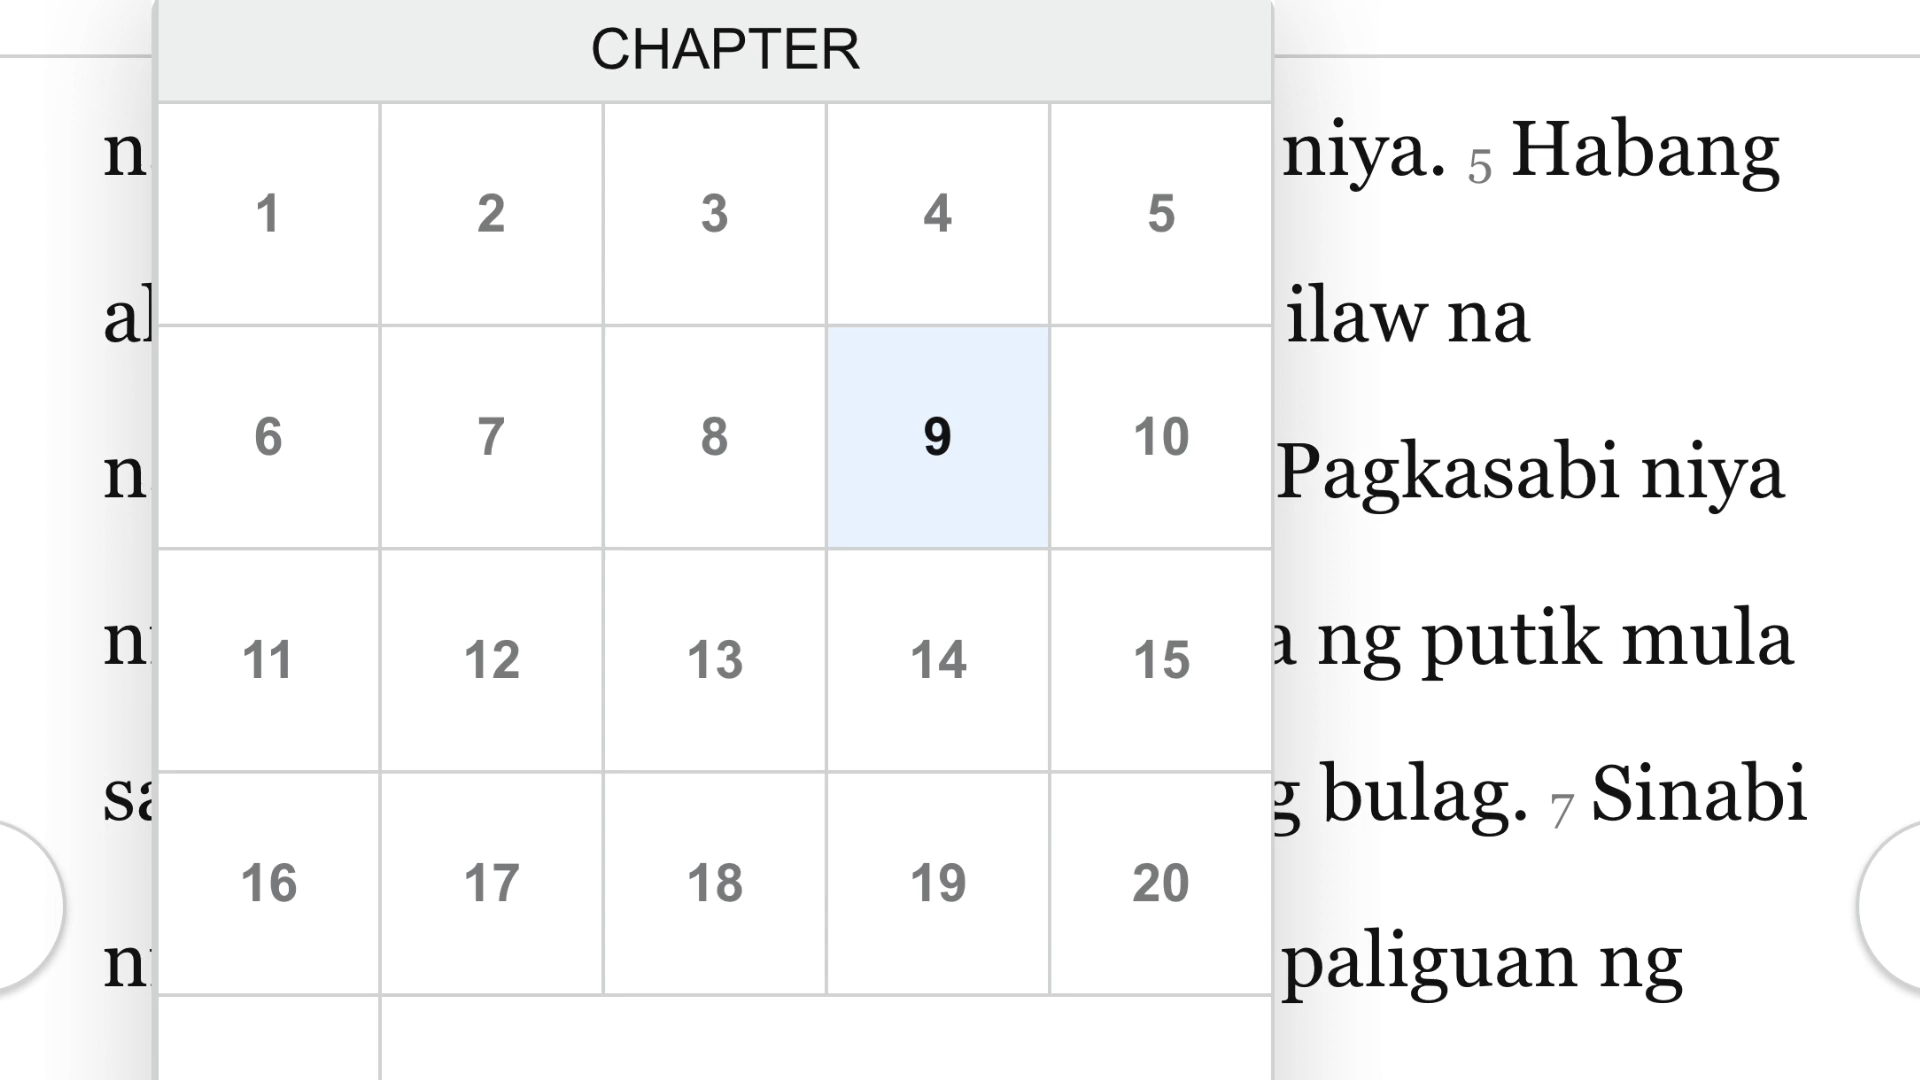 CHAPTER
1 2 3 4 5
6 7 8 9 10
11 12 13 14 15
16 17 18 19 20
niya. 5 Habang
ilaw na
Pagkasabi niya
ng putik mula
bulag. 7 Sinabi
paliguan ng